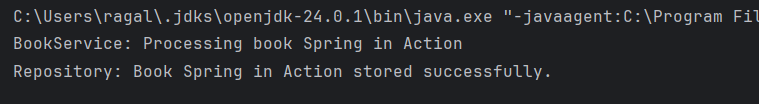 C:\Users\ragal\.jdks\openjdk-24.0.1\bin\java.exe "-javaagent:C:\Program Fil
BookService: Processing book Spring in Action
Repository: Book Spring in Action stored successfully.